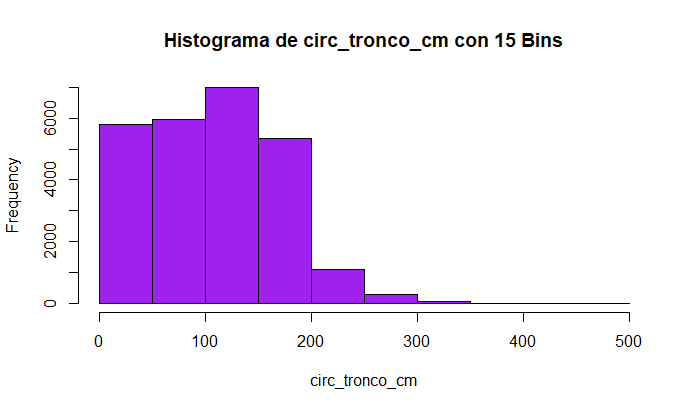 Histograma de circ_tronco_cm con 15 Bins
Frequency
6000
4000
2000
0
0 100 200 300 400 500
circ_tronco_cm